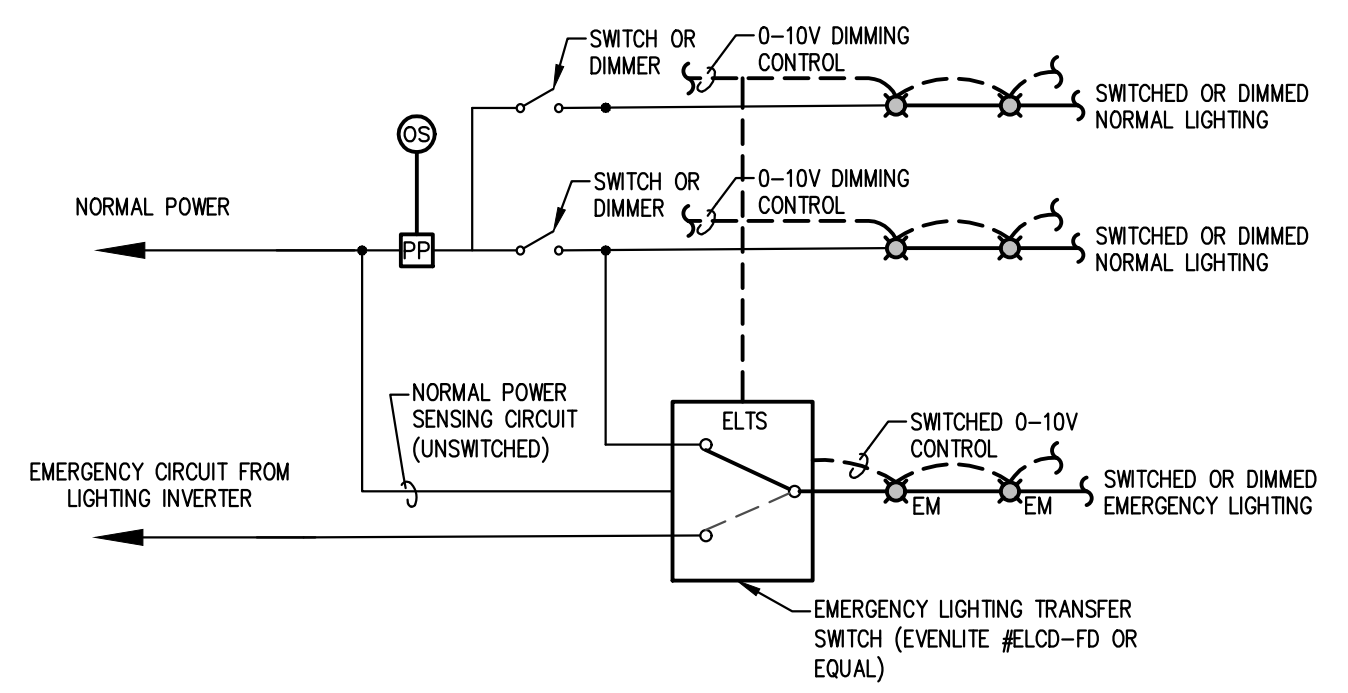 SWITCH OR
DIMMER
0-10V DIMMING
CONTROL
SWITCHED OR DIMMED
NORMAL LIGHTING
OS
NORMAL POWER
PP
SWITCH OR
DIMMER
0-10V DIMMING
CONTROL
SWITCHED OR DIMMED
NORMAL LIGHTING
NORMAL POWER
SENSING CIRCUIT
(UNSWITCHED)
ELTS
SWITCHED 0-10V
CONTROL
EMERGENCY CIRCUIT FROM
LIGHTING INVERTER
EM
EM
SWITCHED OR DIMMED
EMERGENCY LIGHTING
EMERGENCY LIGHTING TRANSFER
SWITCH (EVENLITE #ELCD-FD OR
EQUAL)